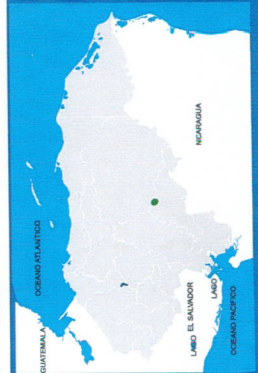 OCEANO ATLANTICO
GUATEMALA
NICARAGUA
LAGO EL SALVADOR
LAGO
OCEANO PACIFICO